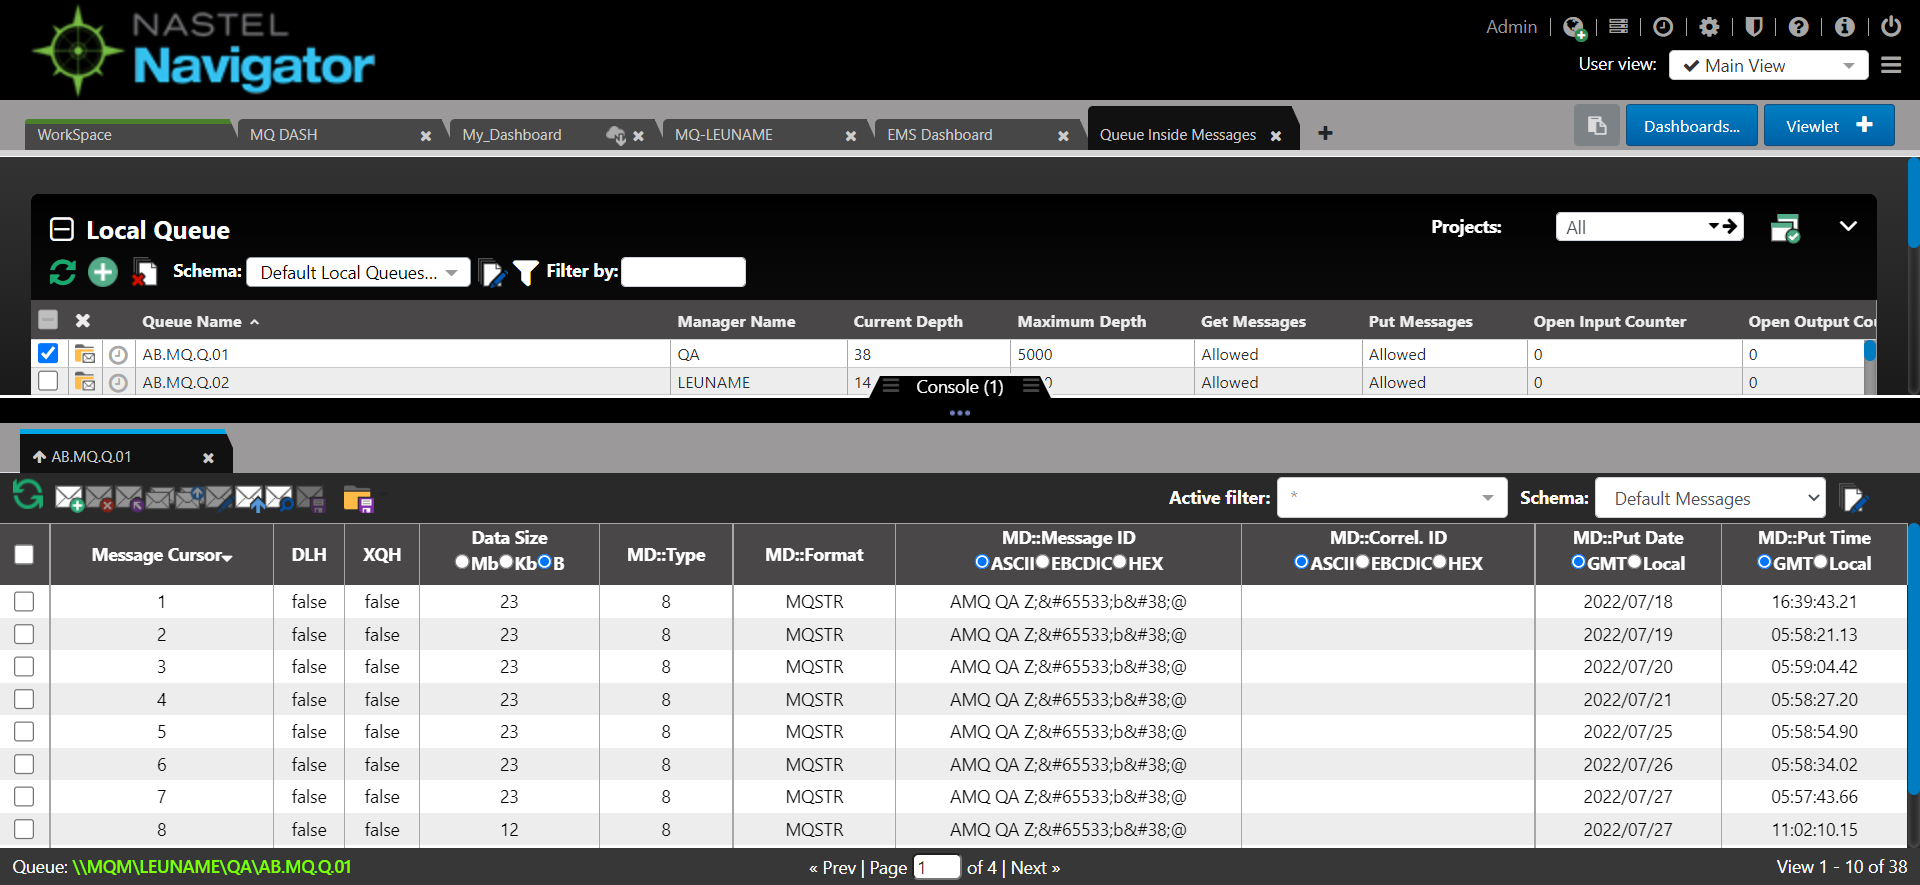 NASTEL
Navigator
Admin
User view: Main View
WorkSpace
MQ DASH
My_Dashboard
MQ-LEUNAME
EMS Dashboard
Queue Inside Messages
Dashboards...
Viewlet
Local Queue
Projects: All
Schema: Default Local Queues... Filter by:
Queue Name Manager Name Current Depth Maximum Depth Get Messages Put Messages Open Input Counter Open Output Cou
AB.MQ.Q.01 QA 38 5000 Allowed Allowed 0 0
AB.MQ.Q.02 LEUNAME 14 Allowed Allowed 0 0
Console (1)
AB.MQ.Q.01
Active filter: * Schema: Default Messages
Message Cursor DLH XQH Data Size Mb Kb B MD::Type MD::Format MD::Message ID ASCII EBCDIC HEX MD::Correl. ID ASCII EBCDIC HEX MD::Put Date GMT Local MD::Put Time GMT Local
1 false false 23 8 MQSTR AMQ QA Z;&#65533;b&#38;@ 2022/07/18 16:39:43.21
2 false false 23 8 MQSTR AMQ QA Z;&#65533;b&#38;@ 2022/07/19 05:58:21.13
3 false false 23 8 MQSTR AMQ QA Z;&#65533;b&#38;@ 2022/07/20 05:59:04.42
4 false false 23 8 MQSTR AMQ QA Z;&#65533;b&#38;@ 2022/07/21 05:58:27.20
5 false false 23 8 MQSTR AMQ QA Z;&#65533;b&#38;@ 2022/07/25 05:58:54.90
6 false false 23 8 MQSTR AMQ QA Z;&#65533;b&#38;@ 2022/07/26 05:58:34.02
7 false false 23 8 MQSTR AMQ QA Z;&#65533;b&#38;@ 2022/07/27 05:57:43.66
8 false false 12 8 MQSTR AMQ QA Z;&#65533;b&#38;@ 2022/07/27 11:02:10.15
Queue: \\MQM\LEUNAME\QA\AB.MQ.Q.01 « Prev | Page 1 of 4 | Next » View 1 - 10 of 38